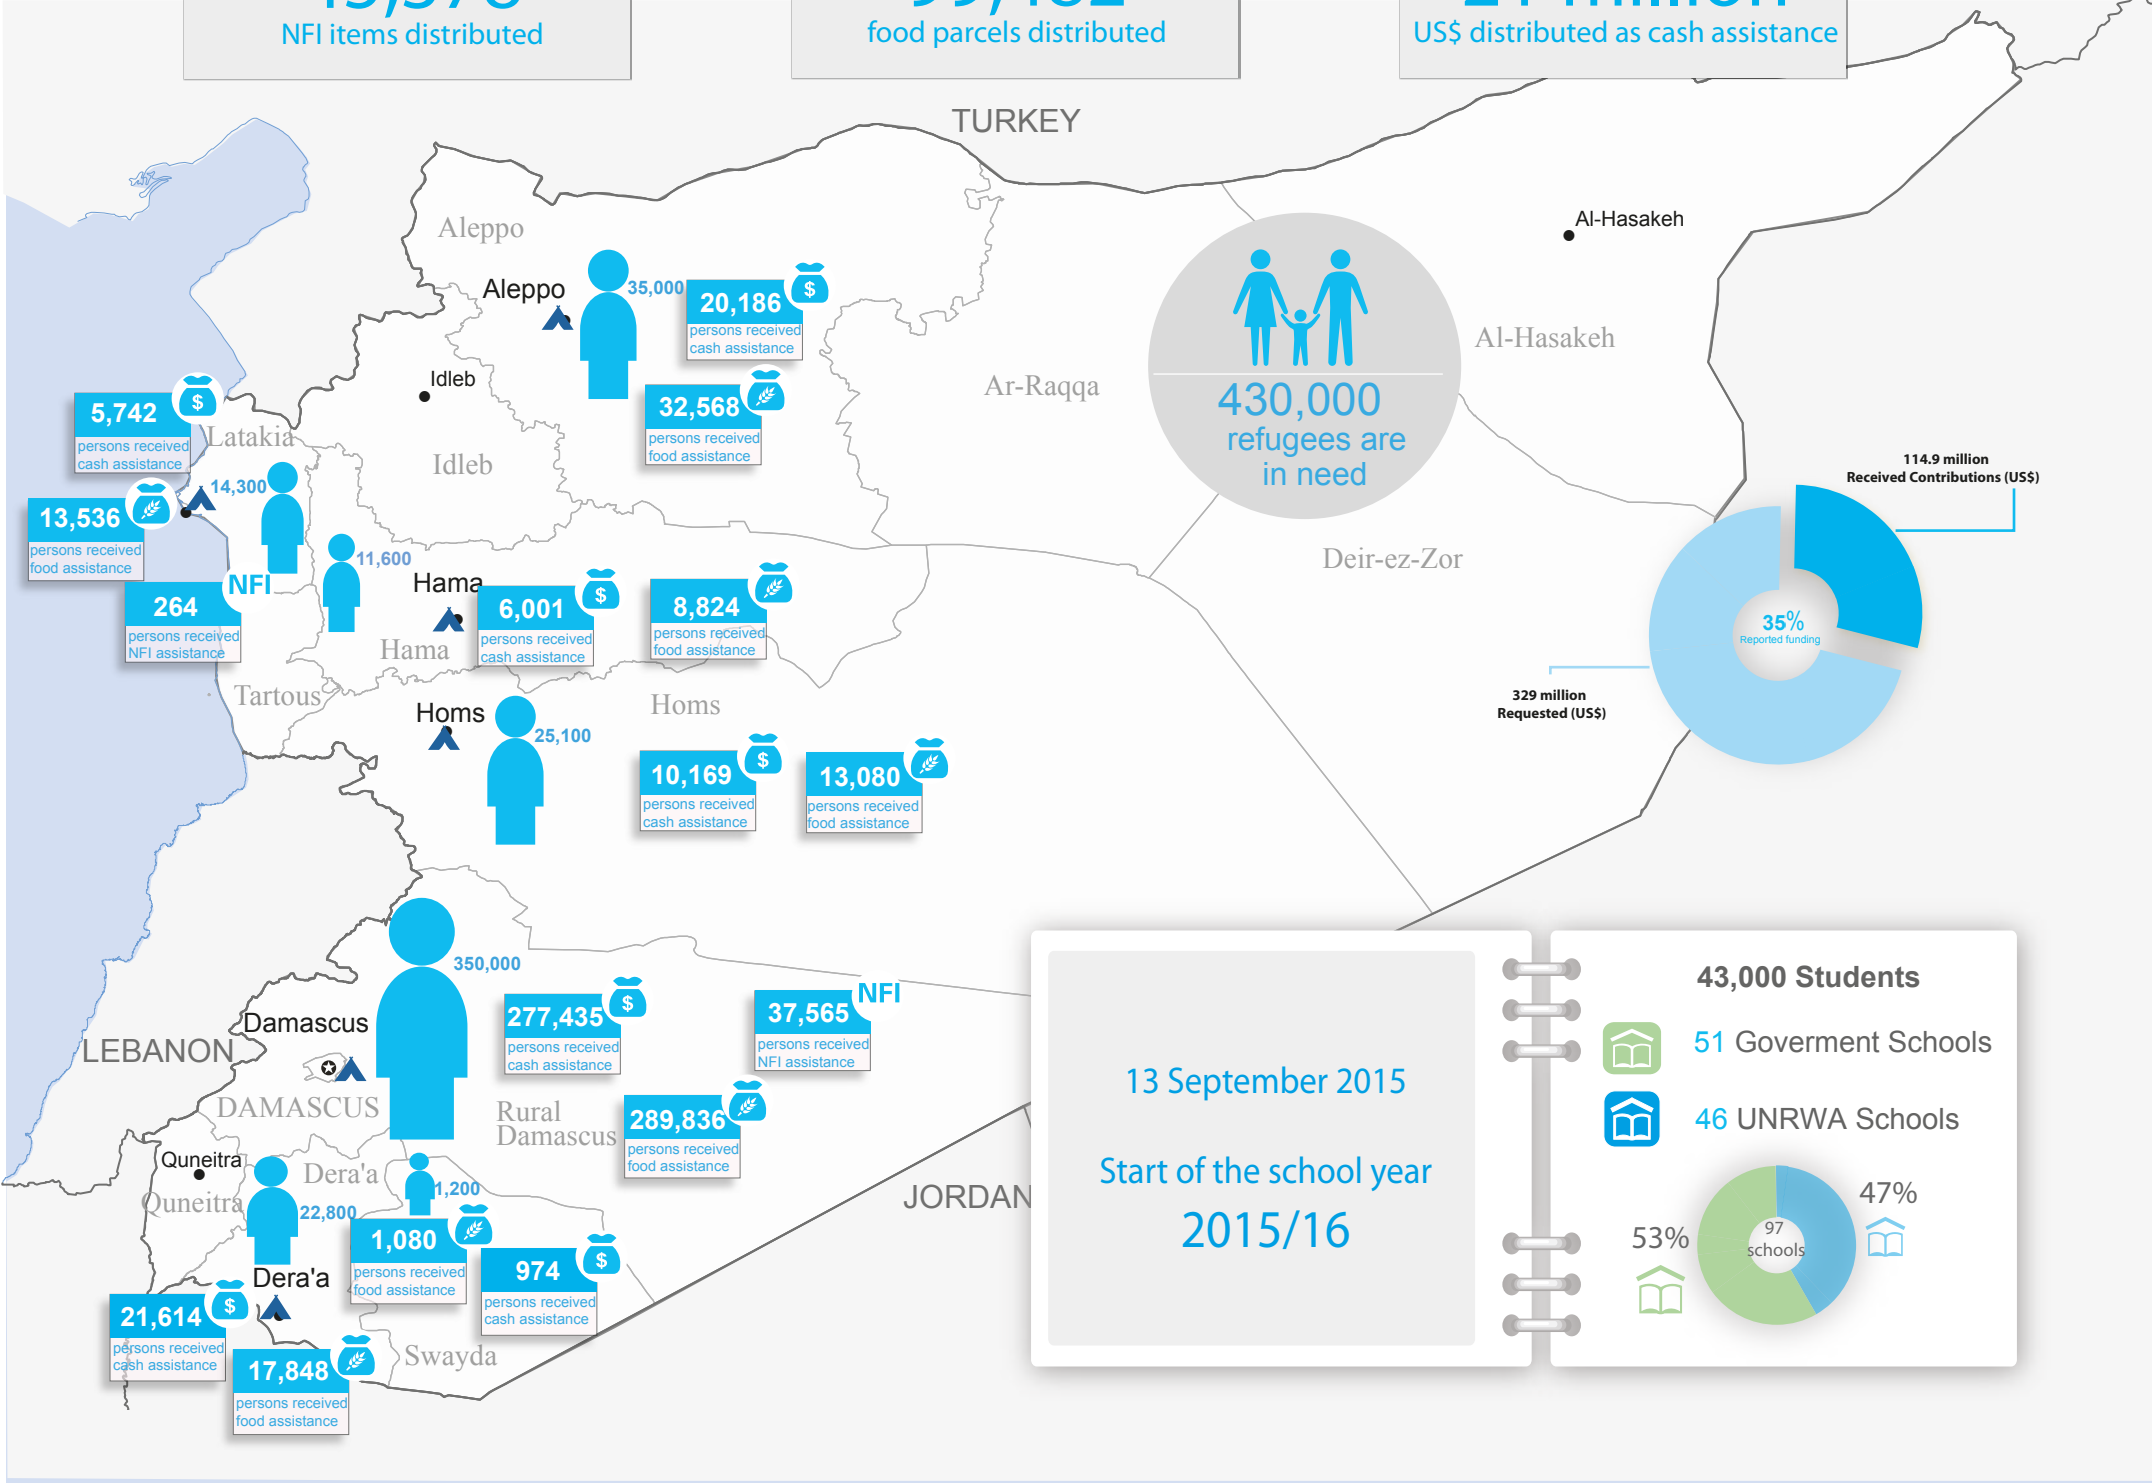 NFI items distributed
food parcels distributed
US$ distributed as cash assistance
TURKEY
Al-Hasakeh
Aleppo
Aleppo
35,000
20,186
$
persons received
cash assistance
32,568
persons received
food assistance
Al-Hasakeh
Ar-Raqqa
430,000
refugees are
in need
Idleb
Idleb
5,742
$
persons received
cash assistance
Latakia
14,300
13,536
persons received
food assistance
NFI
264
persons received
NFI assistance
11,600
Hama
6,001
$
persons received
cash assistance
8,824
persons received
food assistance
Hama
Deir-ez-Zor
114.9 million
Received Contributions (US$)
35%
Reported funding
329 million
Requested (US$)
Tartous
Homs
25,100
Homs
10,169
$
persons received
cash assistance
13,080
persons received
food assistance
350,000
Damascus
LEBANON
DAMASCUS
277,435
$
persons received
cash assistance
37,565
NFI
persons received
NFI assistance
Rural
Damascus
289,836
persons received
food assistance
Quneitra
Quneitra
Dera'a
22,800
1,200
1,080
persons received
food assistance
974
$
persons received
cash assistance
Dera'a
21,614
$
persons received
cash assistance
17,848
persons received
food assistance
Swayda
JORDAN
13 September 2015
Start of the school year
2015/16
43,000 Students
51 Goverment Schools
46 UNRWA Schools
47%
53%
97
schools